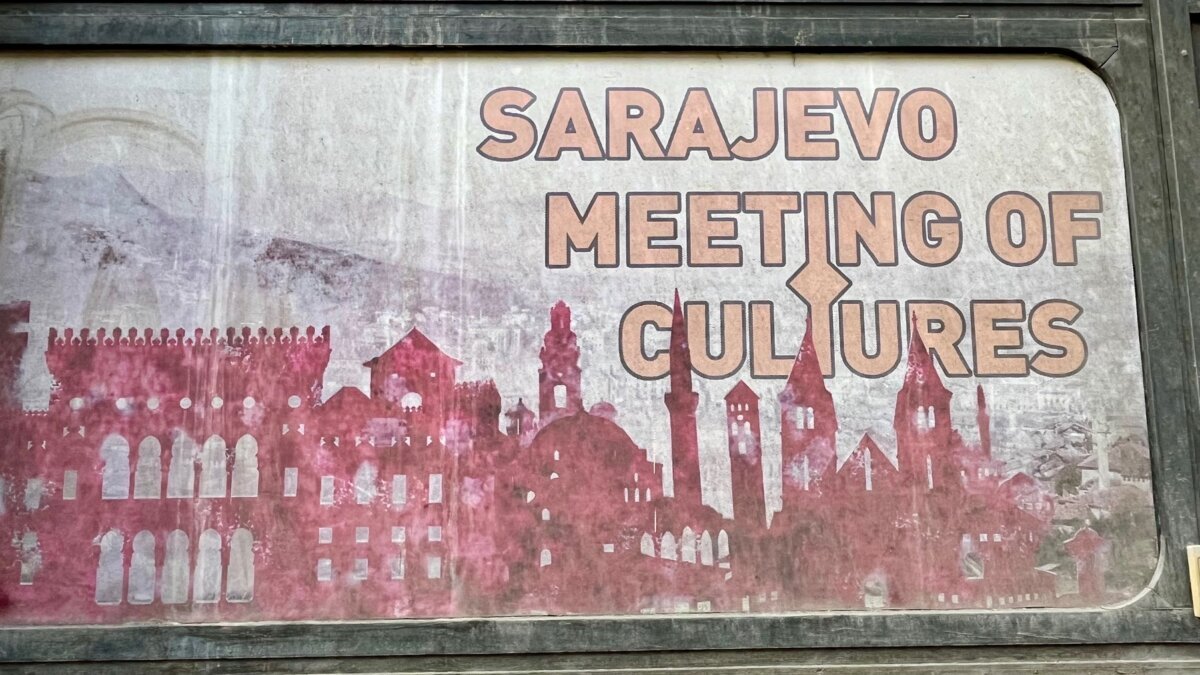 SARAJEVO
MEETING OF
CULTURES